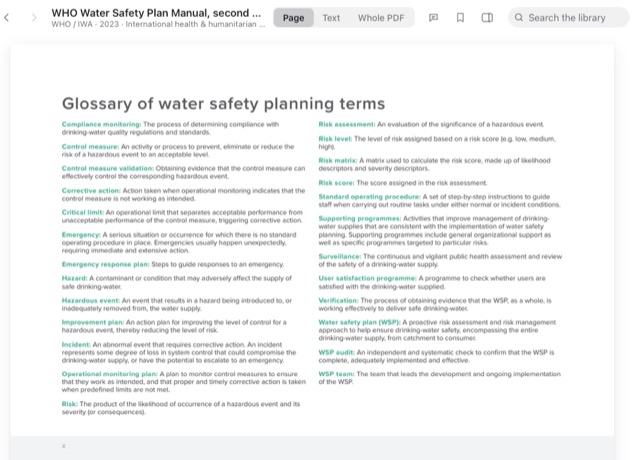 WHO Water Safety Plan Manual, second ...
WHO / IWA · 2023 · International health & humanitarian ...
Page
Text
Whole PDF
Search the library
Glossary of water safety planning terms
Compliance monitoring: The process of determining compliance with
drinking-water quality regulations and standards.
Control measure: An activity or process to prevent, eliminate or reduce the
risk of a hazardous event to an acceptable level.
Control measure validation: Obtaining evidence that the control measure can
effectively control the corresponding hazardous event.
Corrective action: Action taken when operational monitoring indicates that the
control measure is not working as intended.
Critical limit: An operational limit that separates acceptable performance from
unacceptable performance of the control measure, triggering corrective action.
Emergency: A serious situation or occurrence for which there is no standard
operating procedure in place. Emergencies usually happen unexpectedly,
requiring immediate and extensive action.
Emergency response plan: Steps to guide responses to an emergency.
Hazard: A contaminant or condition that may adversely affect the supply of
safe drinking-water.
Hazardous event: An event that results in a hazard being introduced to, or
inadequately removed from, the water supply.
Improvement plan: An action plan for improving the level of control for a
hazardous event, thereby reducing the level of risk.
Incident: An abnormal event that requires corrective action. An incident
represents some degree of loss in system control that could compromise the
drinking-water supply, or have the potential to escalate to an emergency.
Operational monitoring plan: A plan to monitor control measures to ensure
that they work as intended, and that proper and timely corrective action is taken
when predefined limits are not met.
Risk: The product of the likelihood of occurrence of a hazardous event and its
severity (or consequences).
Risk assessment: An evaluation of the significance of a hazardous event.
Risk level: The level of risk assigned based on a risk score (e.g. low, medium,
high).
Risk matrix: A matrix used to calculate the risk score, made up of likelihood
descriptors and severity descriptors.
Risk score: The score assigned in the risk assessment.
Standard operating procedure: A set of step-by-step instructions to guide
staff when carrying out routine tasks under either normal or incident conditions.
Supporting programmes: Activities that improve management of drinking-
water supplies that are consistent with the implementation of water safety
planning. Supporting programmes include general organizational support as
well as specific programmes targeted to particular risks.
Surveillance: The continuous and vigilant public health assessment and review
of the safety of a drinking-water supply.
User satisfaction programme: A programme to check whether users are
satisfied with the drinking-water supplied.
Verification: The process of obtaining evidence that the WSP, as a whole, is
working effectively to deliver safe drinking-water.
Water safety plan (WSP): A proactive risk assessment and risk management
approach to help ensure drinking-water safety, encompassing the entire
drinking-water supply, from catchment to consumer.
WSP audit: An independent and systematic check to confirm that the WSP is
complete, adequately implemented and effective.
WSP team: The team that leads the development and ongoing implementation
of the WSP.